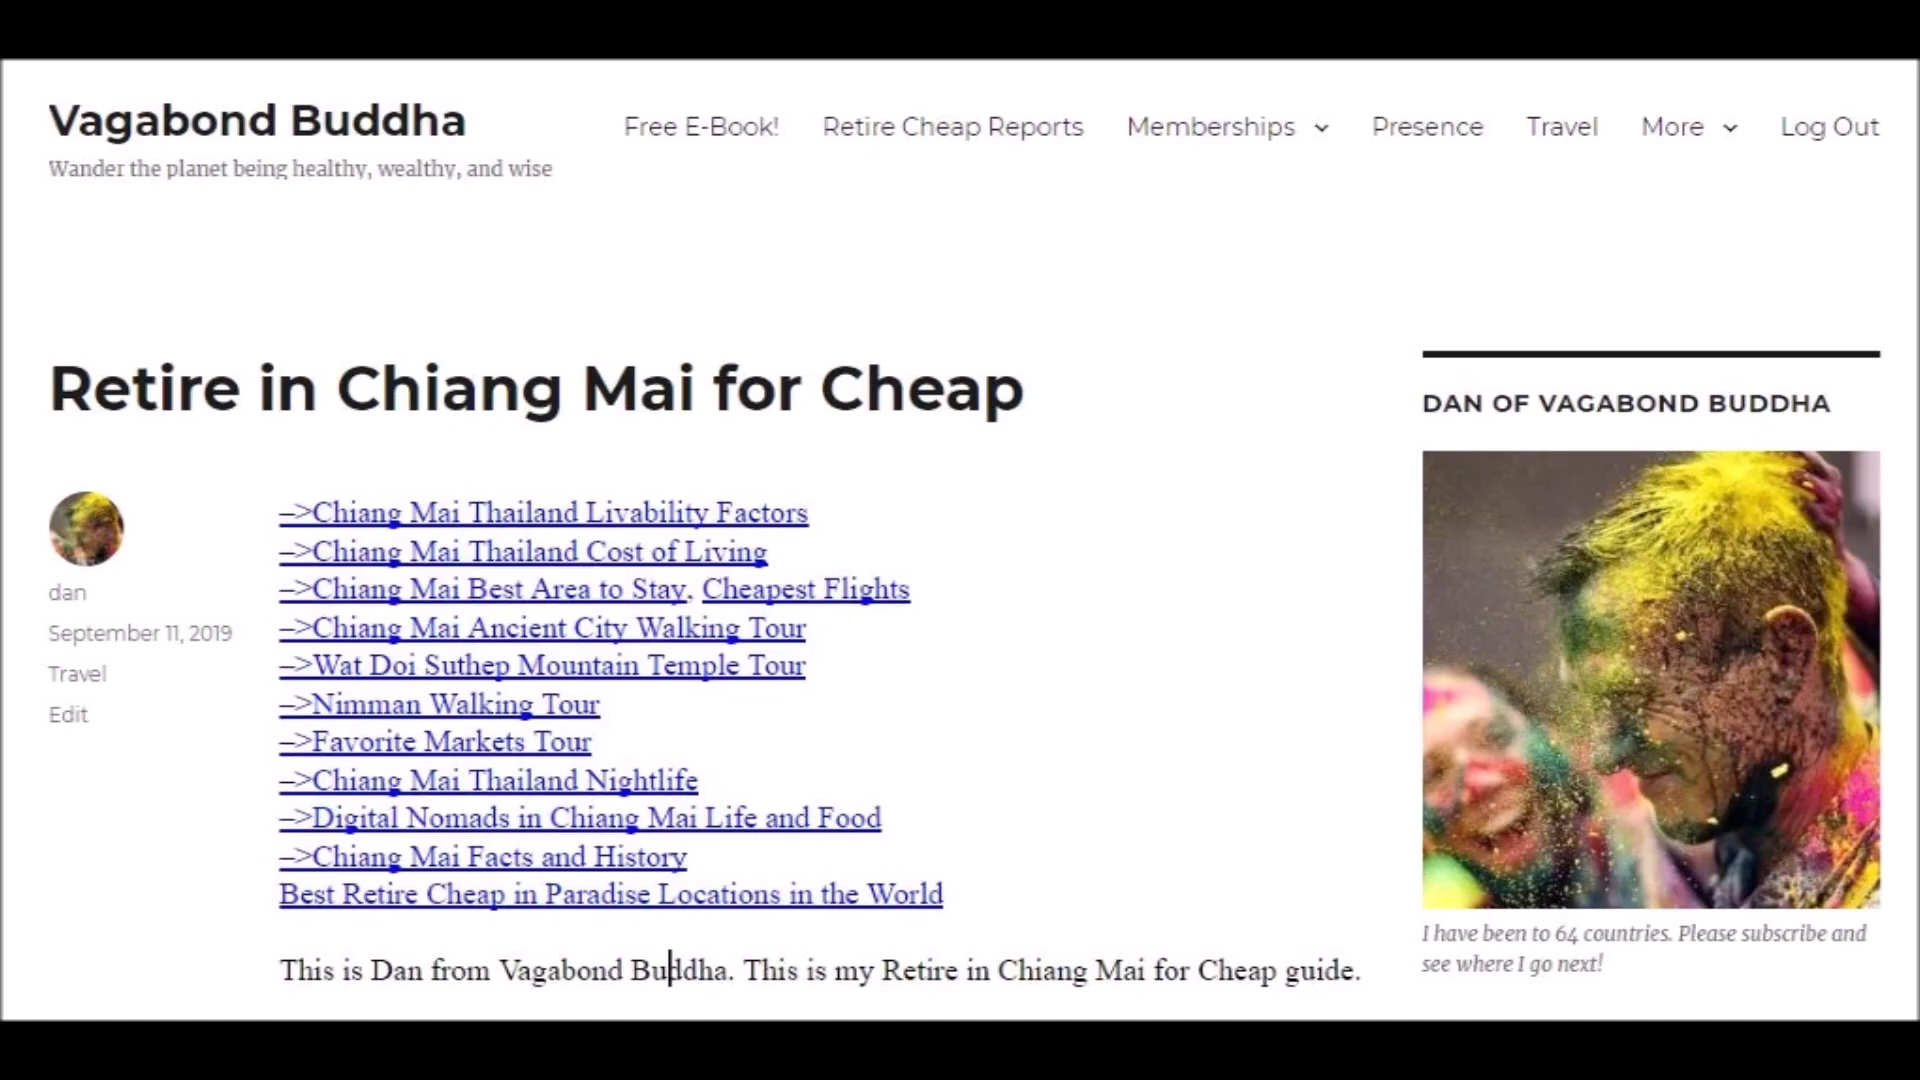 Vagabond Buddha
Wander the planet being healthy, wealthy, and wise
Free E-Book! Retire Cheap Reports Memberships Presence Travel More Log Out
Retire in Chiang Mai for Cheap
dan
September 11, 2019
Travel
Edit
–>Chiang Mai Thailand Livability Factors
–>Chiang Mai Thailand Cost of Living
–>Chiang Mai Best Area to Stay, Cheapest Flights
–>Chiang Mai Ancient City Walking Tour
–>Wat Doi Suthep Mountain Temple Tour
–>Nimman Walking Tour
–>Favorite Markets Tour
–>Chiang Mai Thailand Nightlife
–>Digital Nomads in Chiang Mai Life and Food
–>Chiang Mai Facts and History
Best Retire Cheap in Paradise Locations in the World
This is Dan from Vagabond Buddha. This is my Retire in Chiang Mai for Cheap guide.
DAN OF VAGABOND BUDDHA
I have been to 64 countries. Please subscribe and
see where I go next!